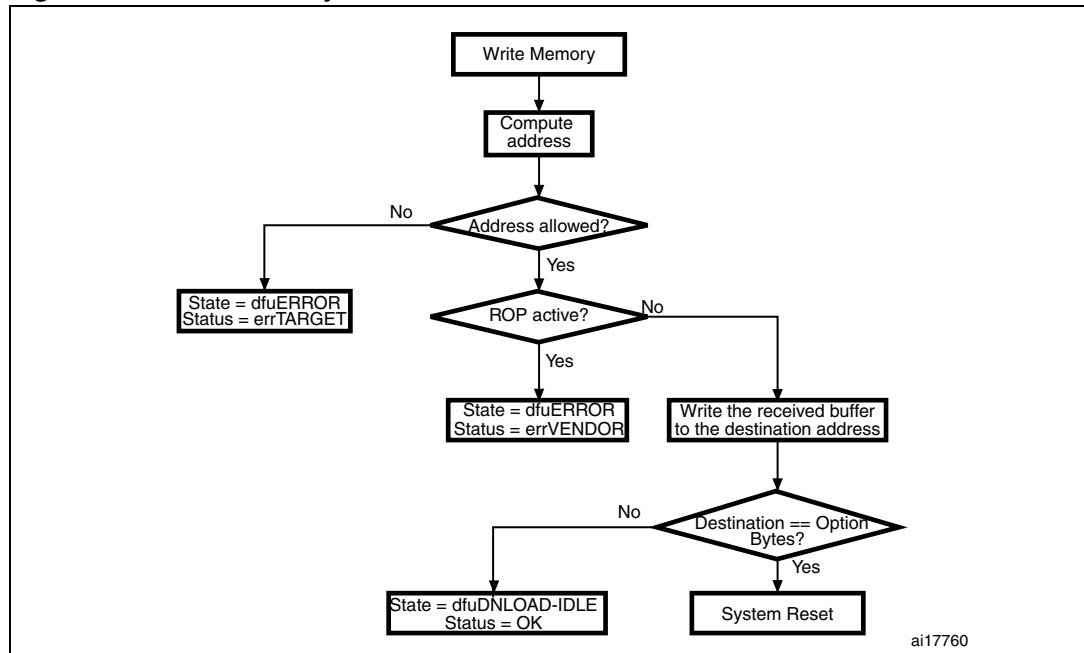 Write Memory
Compute
address
No
Address allowed?
Yes
State = dfuERROR
Status = errTARGET
ROP active?
No
Yes
State = dfuERROR
Status = errVENDOR
Write the received buffer
to the destination address
No
Destination == Option
Bytes?
Yes
State = dfuDNLOAD-IDLE
Status = OK
System Reset
ai17760